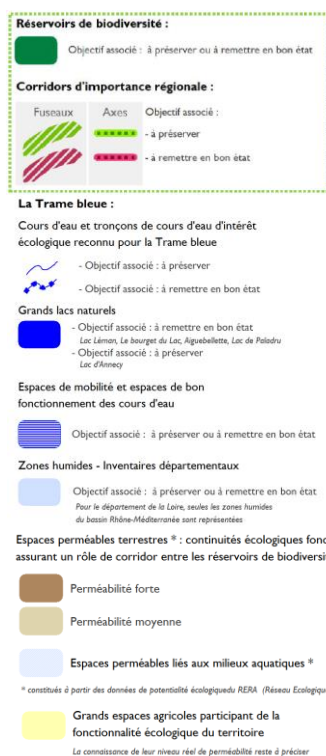 Réservoirs de biodiversité :
Objectif associé : à préserver ou à remettre en bon état
Corridors d'importance régionale :
Fuseaux Axes Objectif associé :
- à préserver
- à remettre en bon état
La Trame bleue :
Cours d'eau et tronçons de cours d'eau d'intérêt
écologique reconnu pour la Trame bleue
- Objectif associé : à préserver
- Objectif associé : à remettre en bon état
Grands lacs naturels
- Objectif associé : à remettre en bon état
Lac Léman, Le bourget du Lac, Aiguebellette, Lac de Paladru
- Objectif associé : à préserver
Lac d'Annecy
Espaces de mobilité et espaces de bon
fonctionnement des cours d'eau
Objectif associé : à préserver ou à remettre en bon état
Zones humides - Inventaires départementaux
Objectif associé : à préserver ou à remettre en bon état
Pour le département de la Loire, seules les zones humides
du bassin Rhône-Méditerranée sont représentées
Espaces perméables terrestres * : continuités écologiques fonc
assurant un rôle de corridor entre les réservoirs de biodiversi
Perméabilité forte
Perméabilité moyenne
Espaces perméables liés aux milieux aquatiques *
* constitués à partir des données de potentialité écologiquedu RERA (Réseau Ecologiqu
Grands espaces agricoles participant de la
fonctionnalité écologique du territoire
La connaissance de leur niveau réel de perméabilité reste à préciser